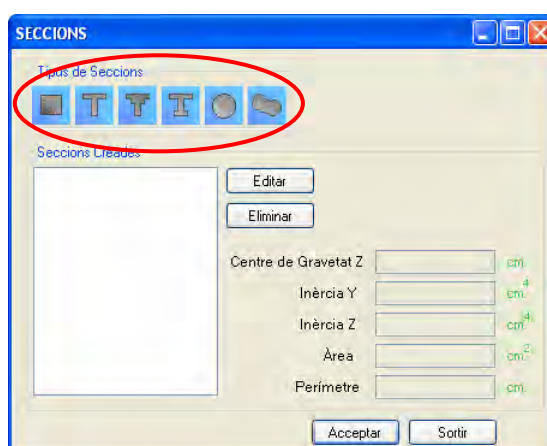 SECCIONS
Tipus de Seccions
Seccions Creades
Editar
Eliminar
Centre de Gravetat Z cm
Inèrcia Y cm4
Inèrcia Z cm4
Àrea cm2
Perímetre cm
Acceptar Sortir